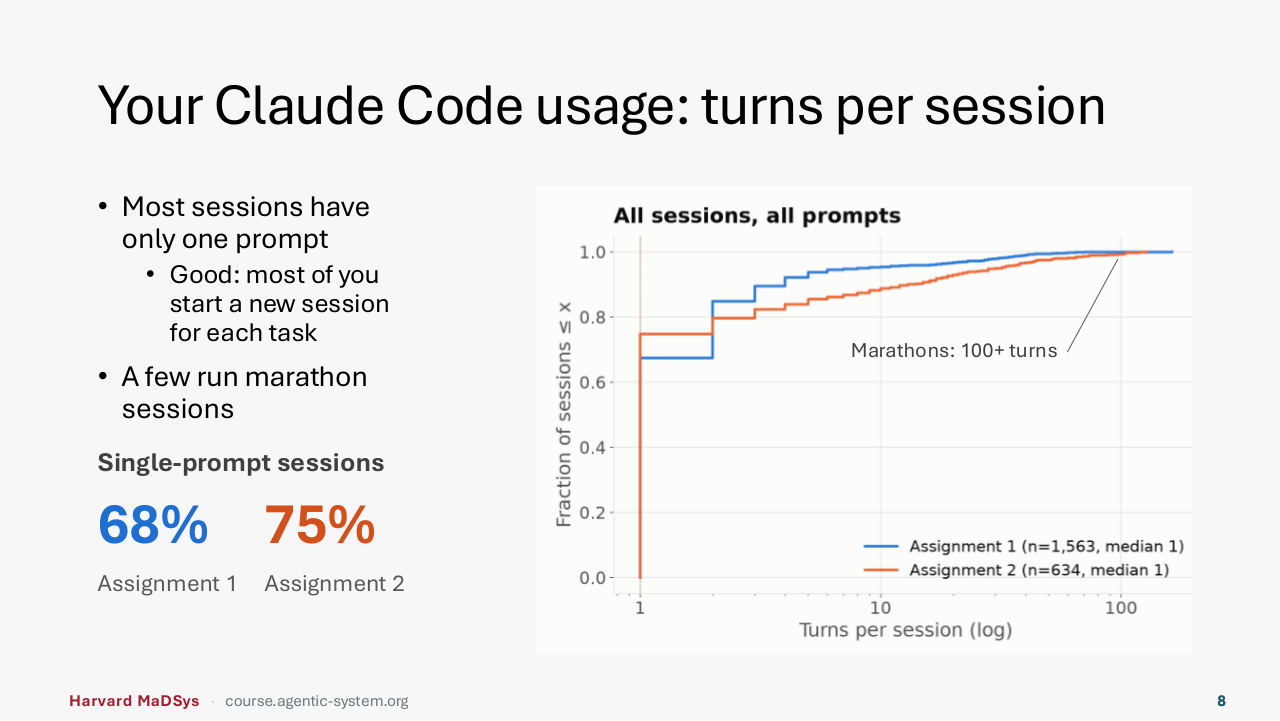 Your Claude Code usage: turns per session
• Most sessions have
only one prompt
• Good: most of you
start a new session
for each task
• A few run marathon
sessions
Single-prompt sessions
68% 75%
Assignment 1 Assignment 2
All sessions, all prompts
Fraction of sessions ≤ x
1.0
0.8
0.6
0.4
0.2
0.0
Marathons: 100+ turns
Assignment 1 (n=1,563, median 1)
Assignment 2 (n=634, median 1)
1 10 100
Turns per session (log)
Harvard MaDSys · course.agentic-system.org
8